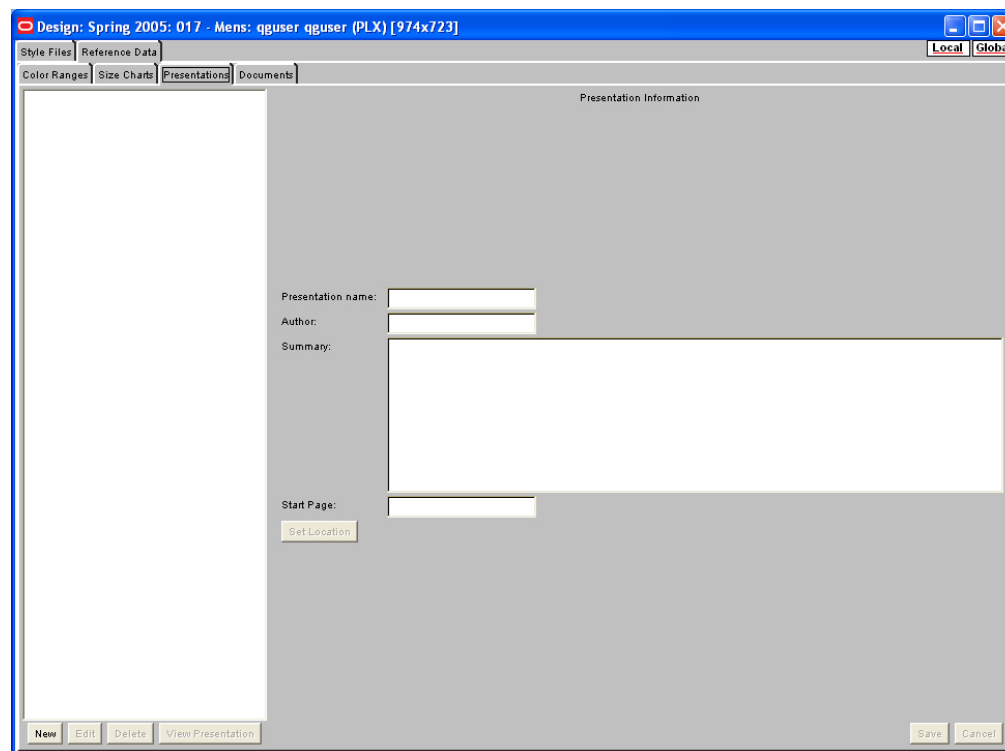 Design: Spring 2005: 017 - Mens: qguser qguser (PLX) [974x723]
Style Files Reference Data Local Globa
Color Ranges Size Charts Presentations Documents
Presentation Information
Presentation name:
Author:
Summary:
Start Page:
Set Location
New Edit Delete View Presentation Save Cancel